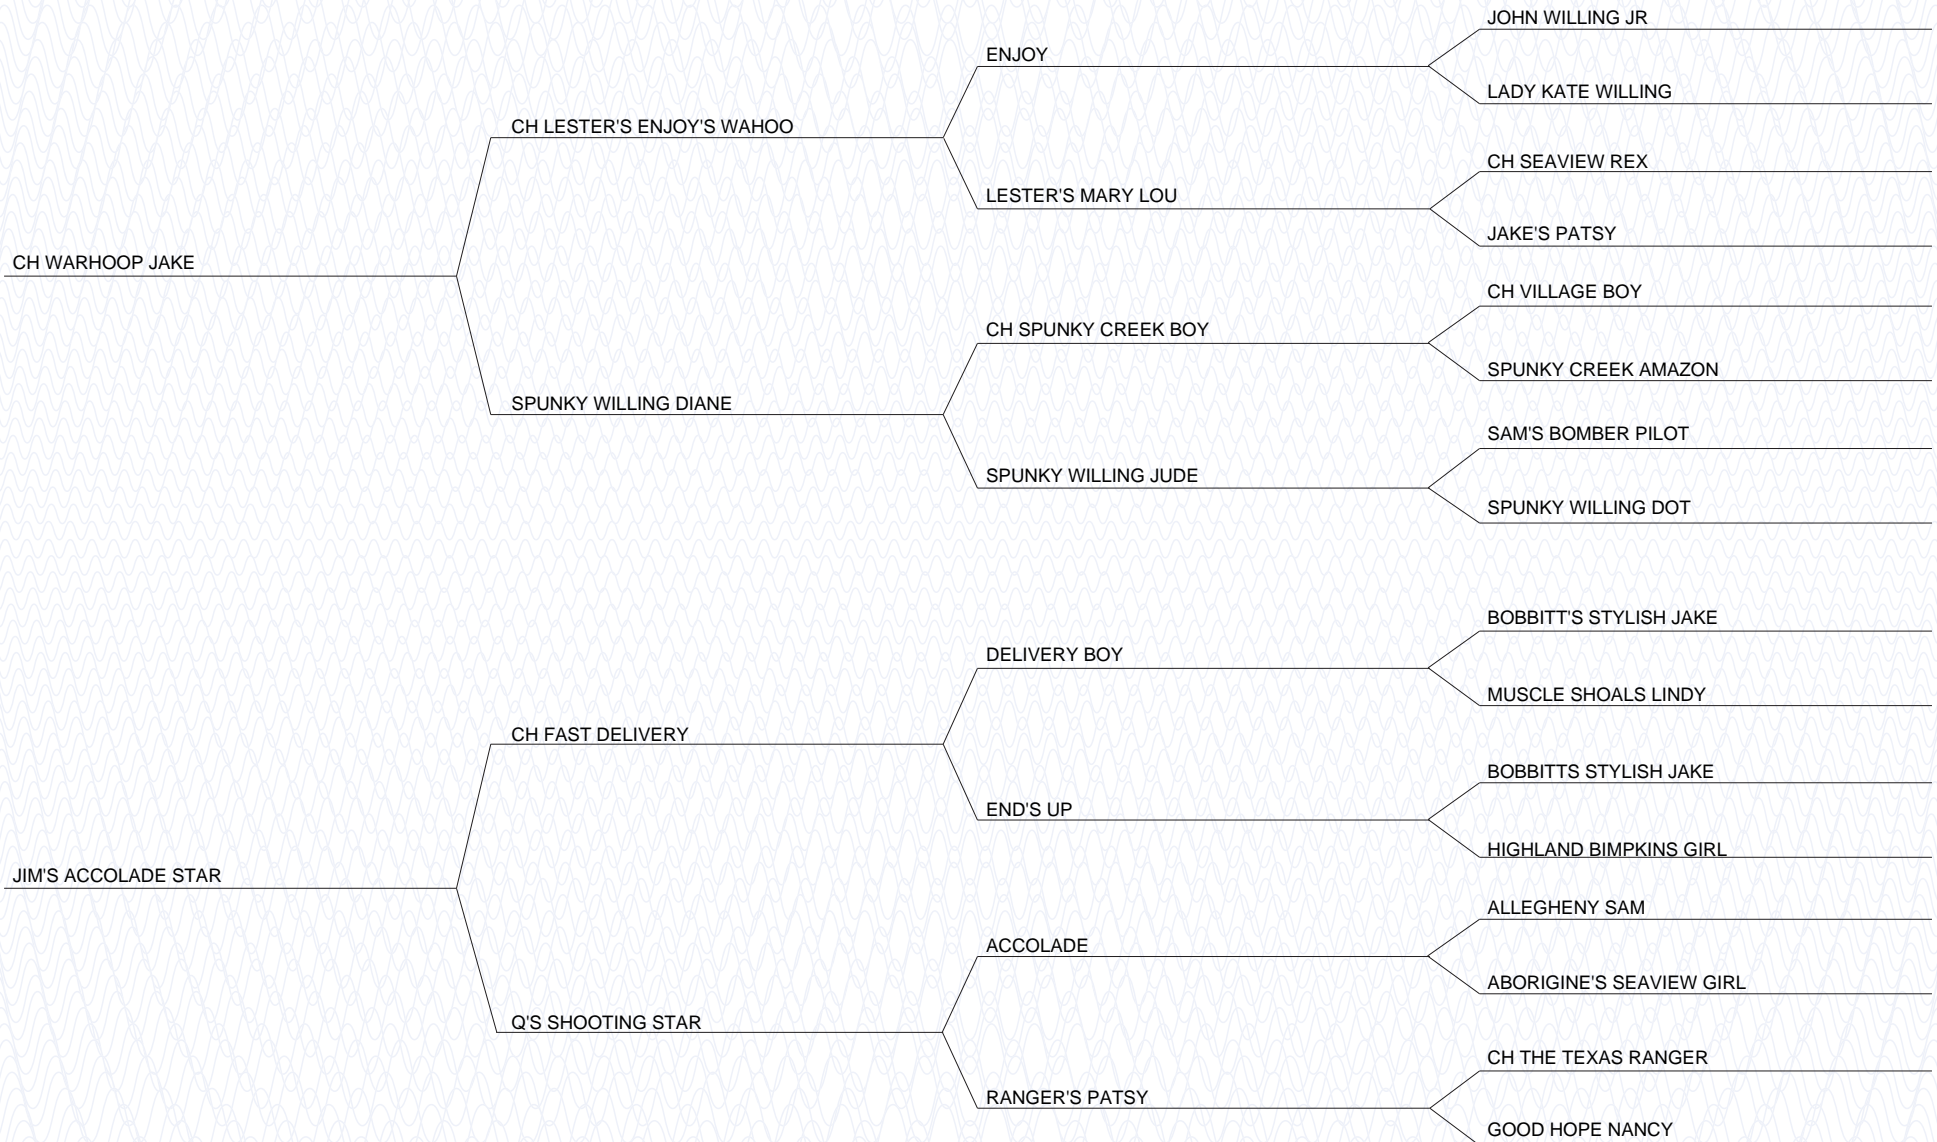 JOHN WILLING JR
ENJOY
LADY KATE WILLING
CH LESTER'S ENJOY'S WAHOO
CH SEAVIEW REX
LESTER'S MARY LOU
JAKE'S PATSY
CH WARHOOP JAKE
CH VILLAGE BOY
CH SPUNKY CREEK BOY
SPUNKY CREEK AMAZON
SPUNKY WILLING DIANE
SAM'S BOMBER PILOT
SPUNKY WILLING JUDE
SPUNKY WILLING DOT
BOBBITT'S STYLISH JAKE
DELIVERY BOY
MUSCLE SHOALS LINDY
CH FAST DELIVERY
BOBBITTS STYLISH JAKE
END'S UP
HIGHLAND BIMPKINS GIRL
JIM'S ACCOLADE STAR
ALLEGHENY SAM
ACCOLADE
ABORIGINE'S SEAVIEW GIRL
Q'S SHOOTING STAR
CH THE TEXAS RANGER
RANGER'S PATSY
GOOD HOPE NANCY